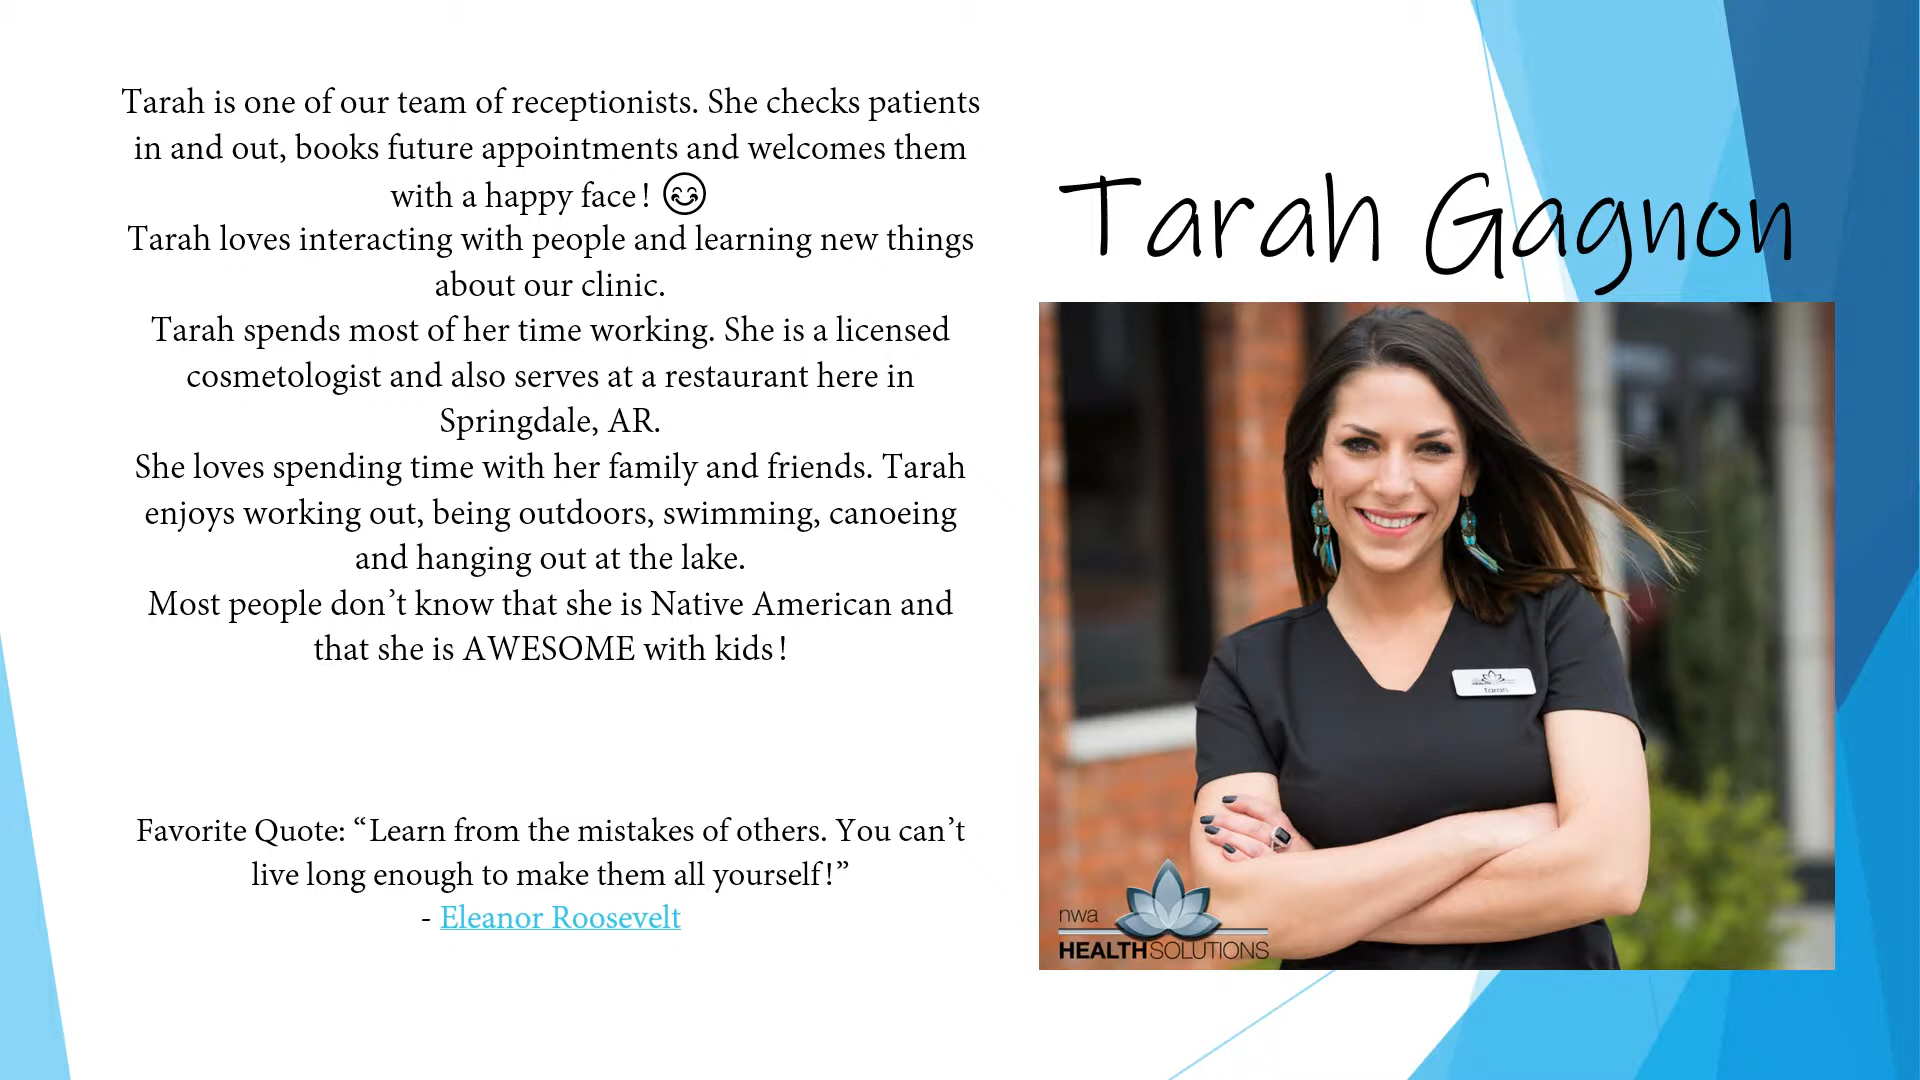 Tarah is one of our team of receptionists. She checks patients
in and out, books future appointments and welcomes them
with a happy face! 😊
Tarah loves interacting with people and learning new things
about our clinic.
Tarah spends most of her time working. She is a licensed
cosmetologist and also serves at a restaurant here in
Springdale, AR.
She loves spending time with her family and friends. Tarah
enjoys working out, being outdoors, swimming, canoeing
and hanging out at the lake.
Most people don’t know that she is Native American and
that she is AWESOME with kids!
Favorite Quote: “Learn from the mistakes of others. You can’t
live long enough to make them all yourself!”
- Eleanor Roosevelt
Tarah Gagnon
HEALTH
Tarah
nwa
HEALTHSOLUTIONS